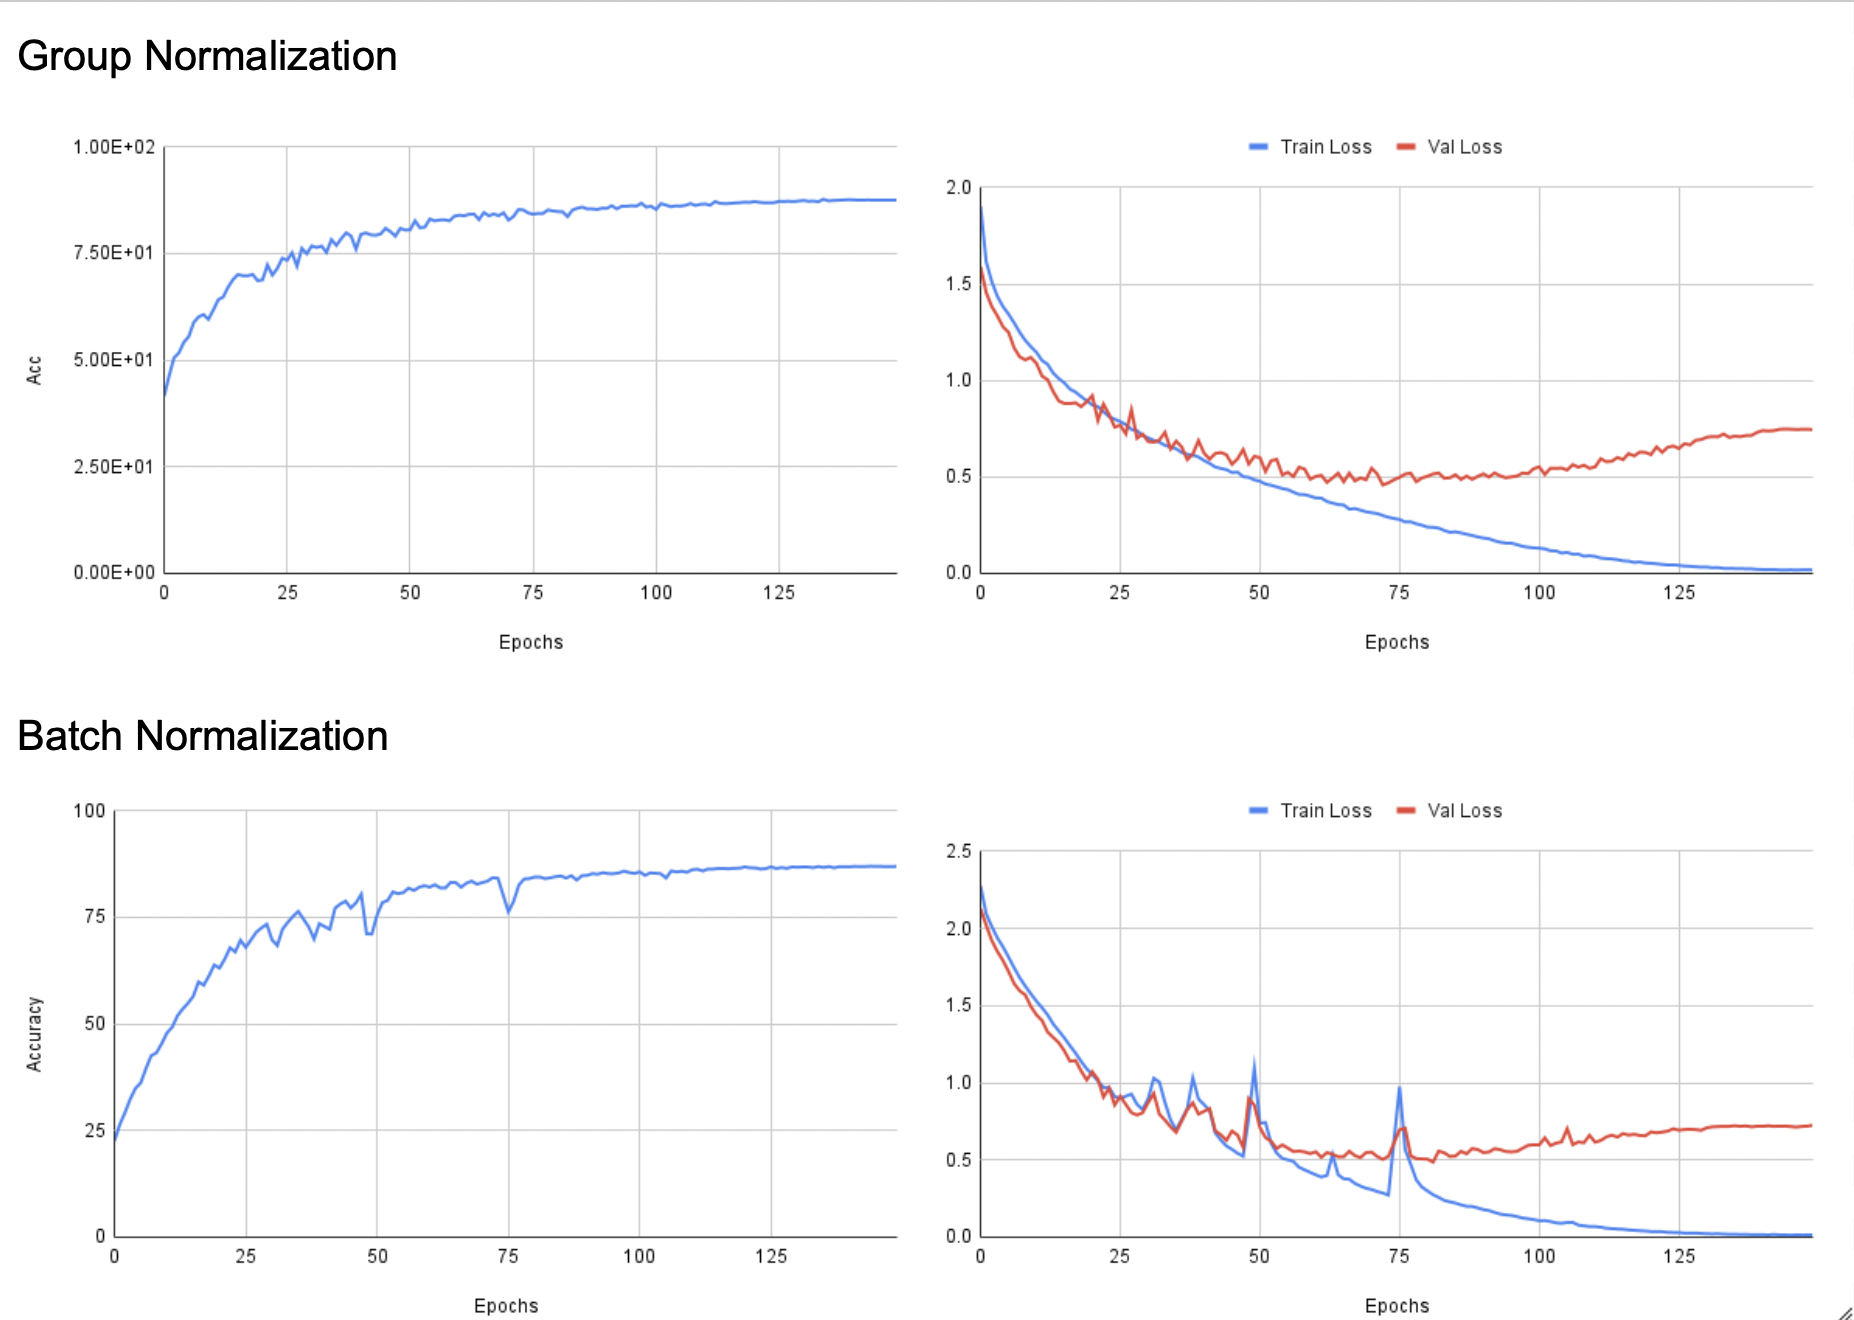 Group Normalization
1.00E+02
7.50E+01
5.00E+01
2.50E+01
0.00E+00
Acc
0 25 50 75 100 125
Epochs
Train Loss Val Loss
2.0
1.5
1.0
0.5
0.0
0 25 50 75 100 125
Epochs
Batch Normalization
100
75
50
25
0
Accuracy
0 25 50 75 100 125
Epochs
Train Loss Val Loss
2.5
2.0
1.5
1.0
0.5
0.0
0 25 50 75 100 125
Epochs